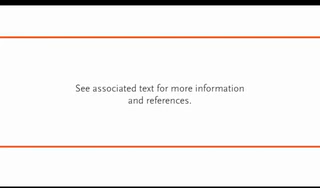 See associated text for more information
and references.